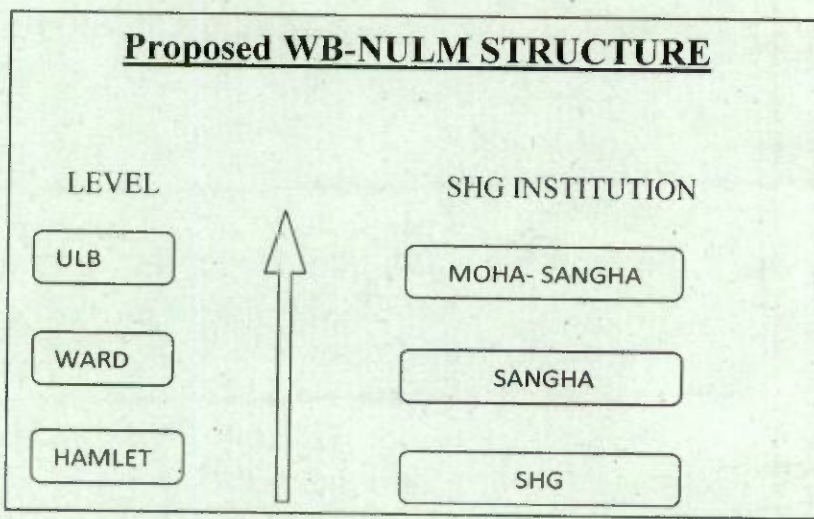 Proposed WB-NULM STRUCTURE
LEVEL SHG INSTITUTION
ULB MOHA- SANGHA
WARD SANGHA
HAMLET SHG